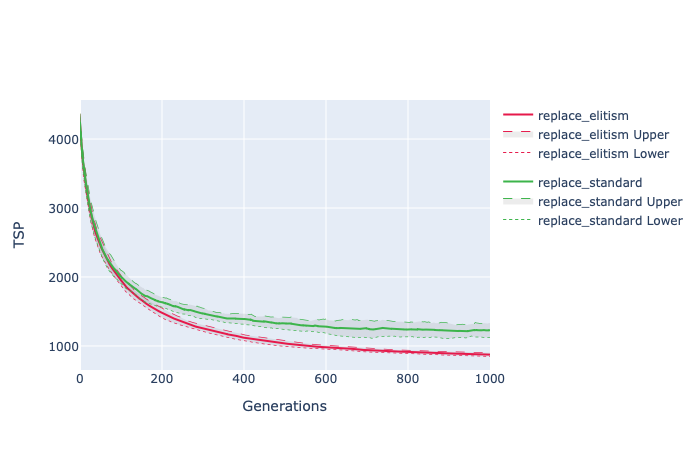 4000
3000
2000
1000
TSP
0
200
400
600
800
1000
Generations
replace_elitism
replace_elitism Upper
replace_elitism Lower
replace_standard
replace_standard Upper
replace_standard Lower